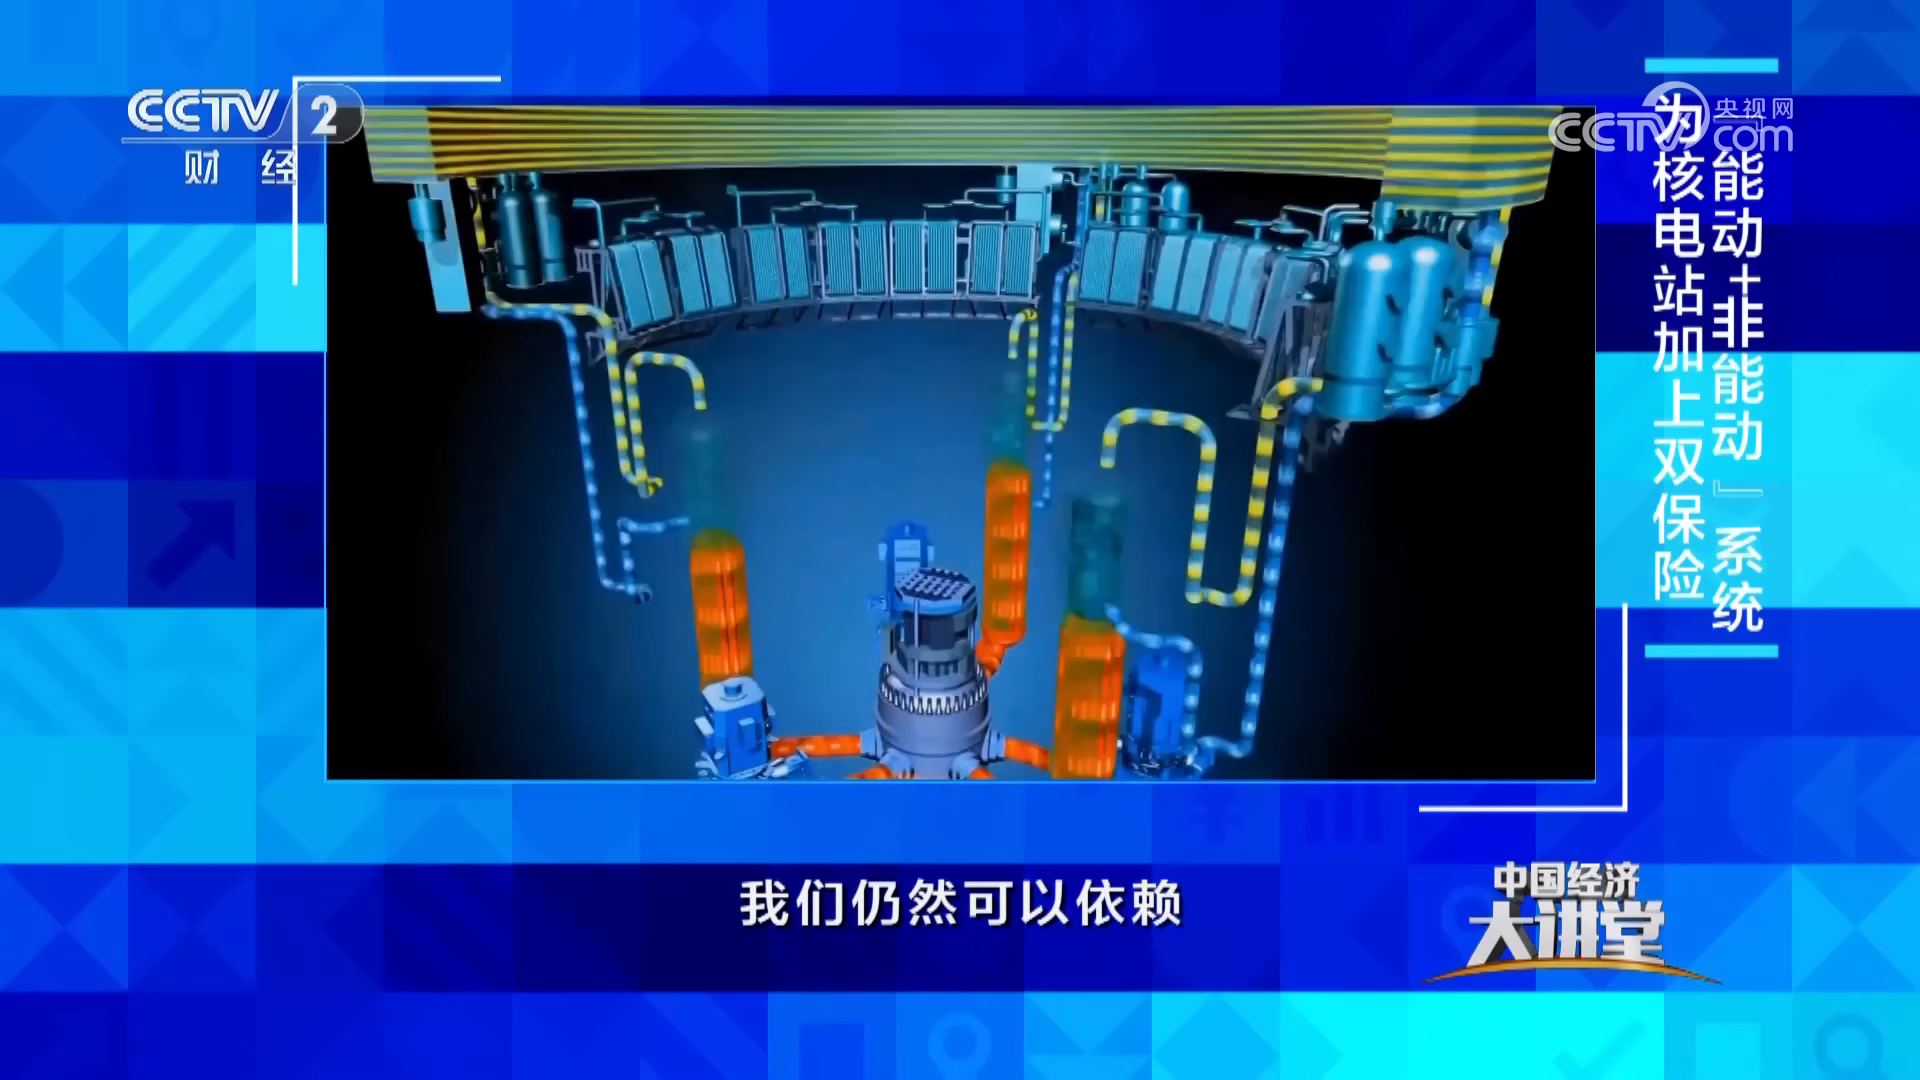 CCTV 2
财 经
央视网
CCTV.com
『能动+非能动』系统
为核电站加上双保险
我们仍然可以依赖
中国经济
大讲堂